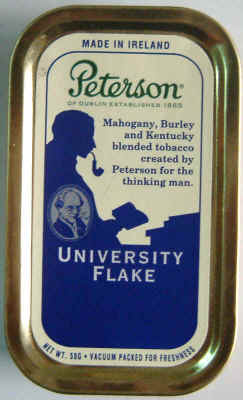 MADE IN IRELAND
Peterson®
OF DUBLIN ESTABLISHED 1865
Mahogany, Burley
and Kentucky
blended tobacco
created by
Peterson for the
thinking man.
UNIVERSITY
FLAKE
NET WT. 50G • VACUUM PACKED FOR FRESHNESS